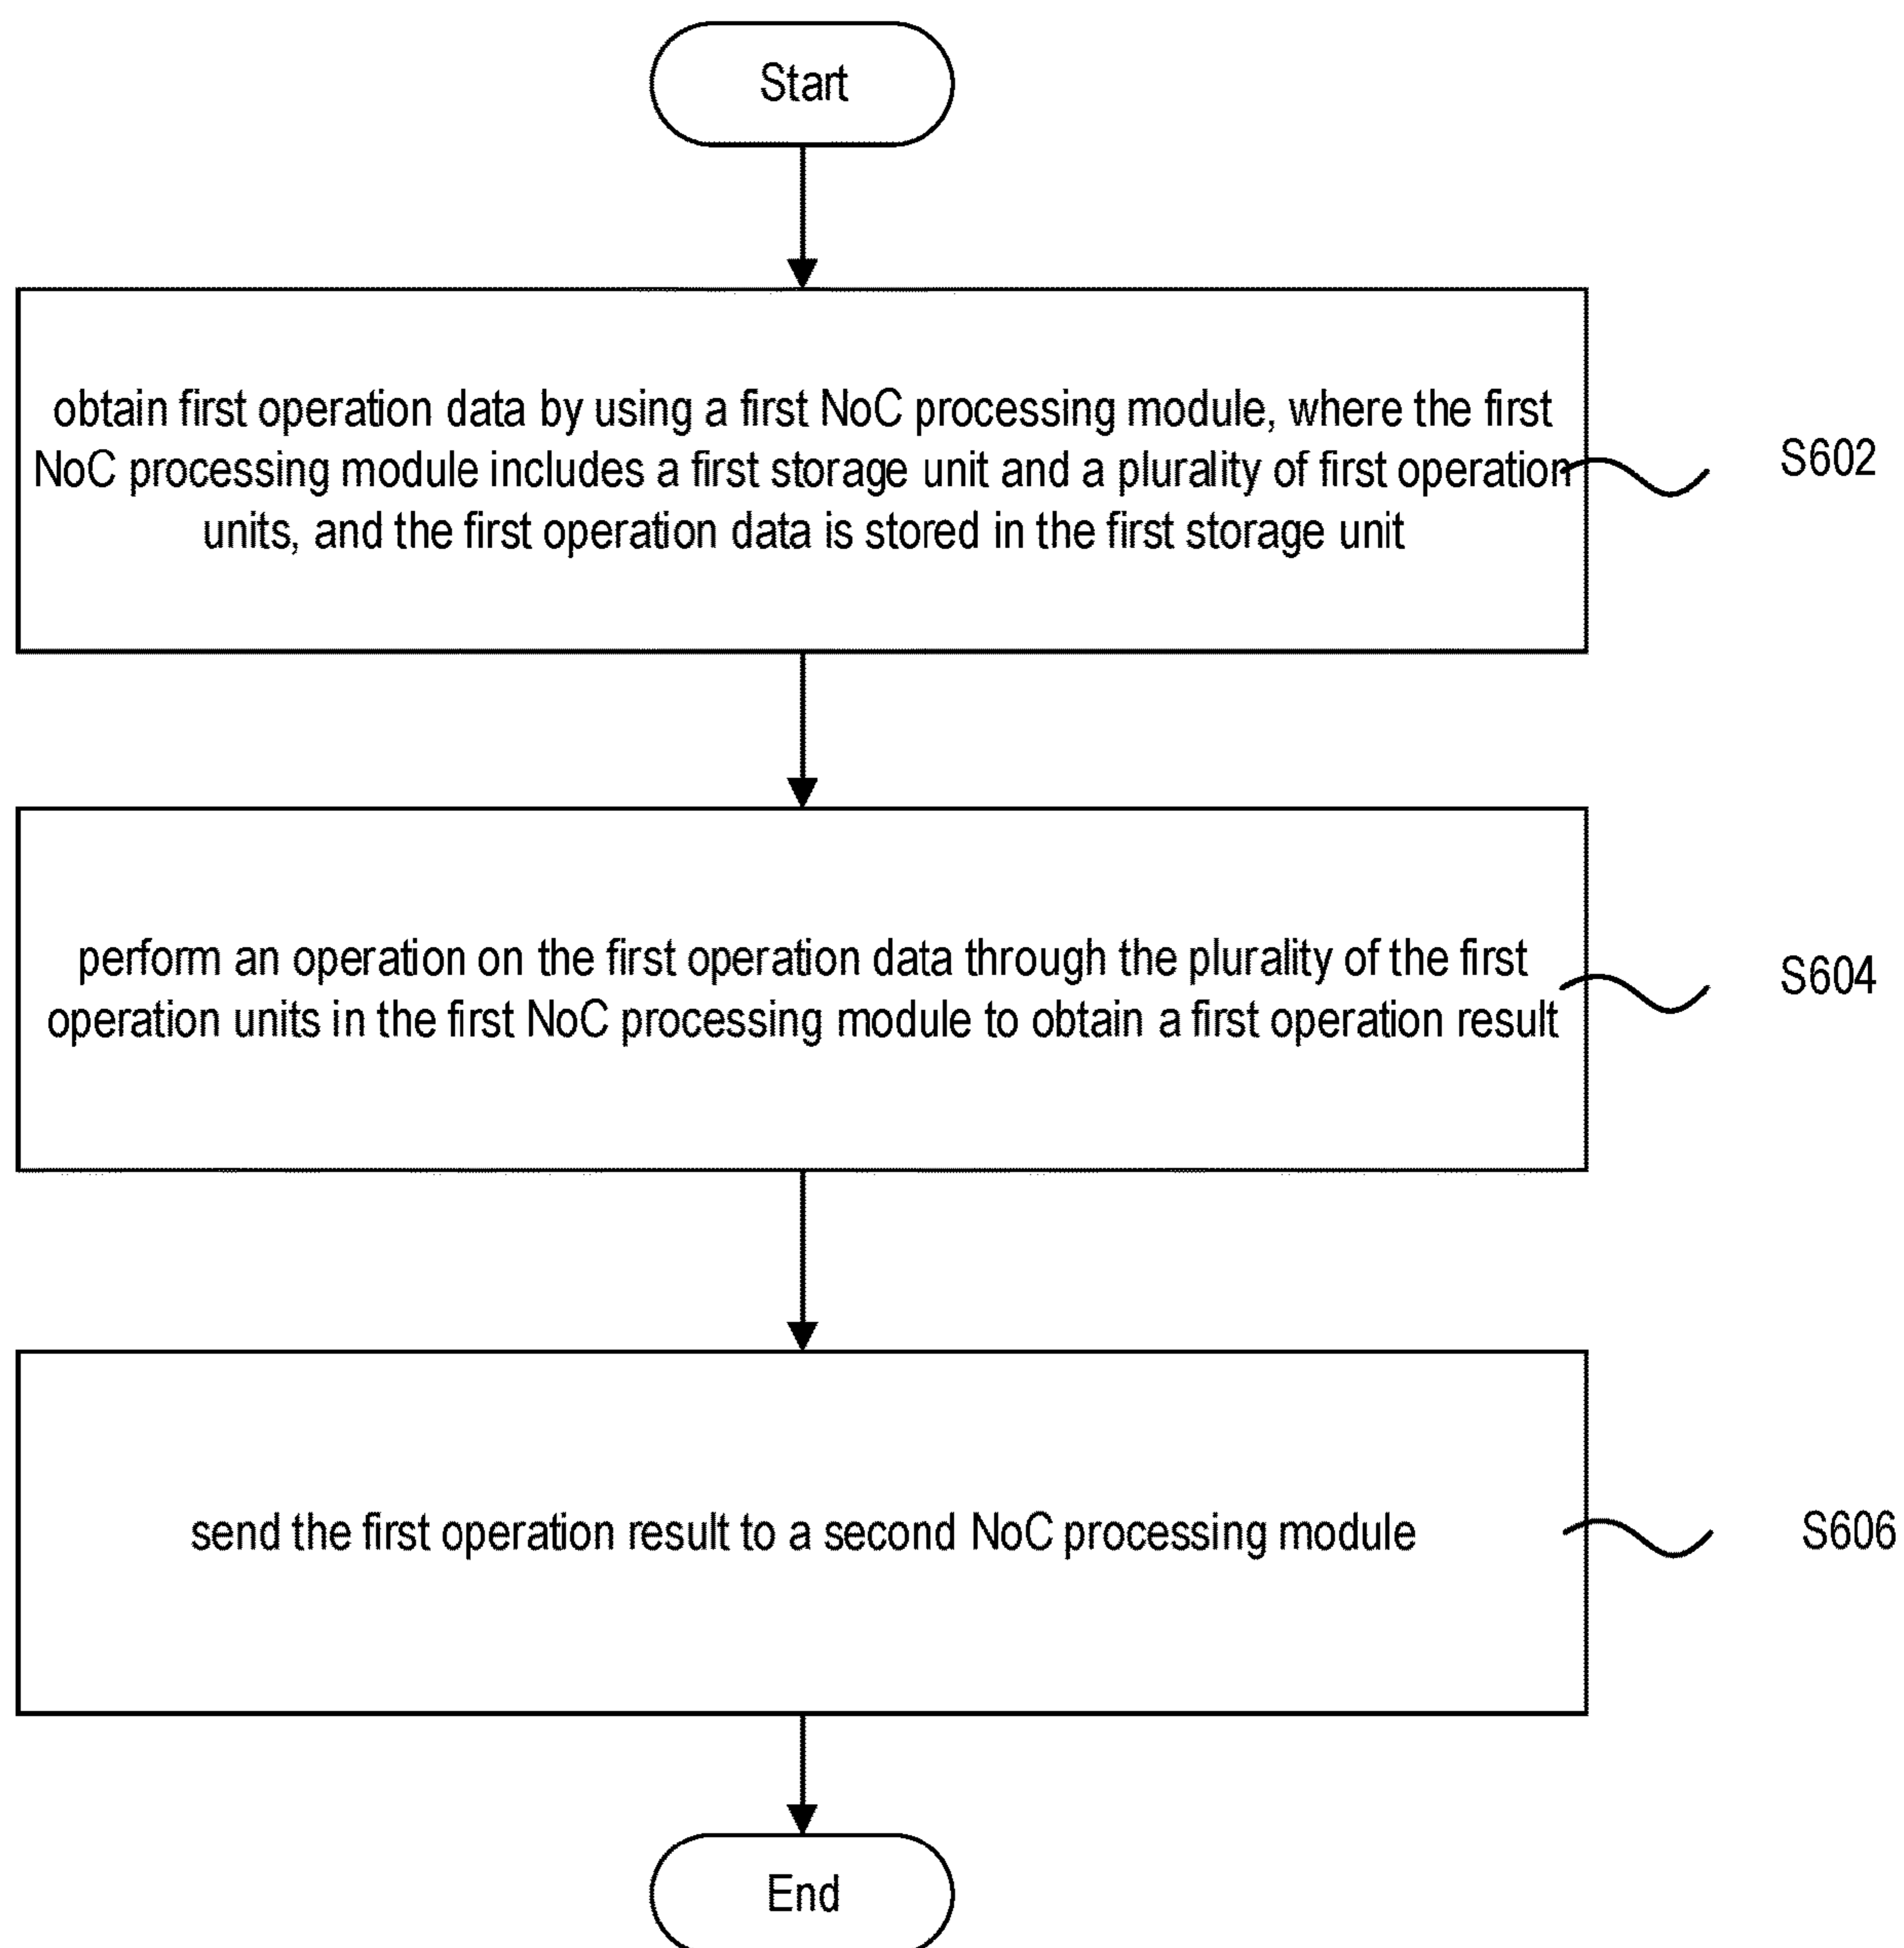 Start
obtain first operation data by using a first NoC processing module, where the first
NoC processing module includes a first storage unit and a plurality of first operation
units, and the first operation data is stored in the first storage unit
S602
perform an operation on the first operation data through the plurality of the first
operation units in the first NoC processing module to obtain a first operation result
S604
send the first operation result to a second NoC processing module
S606
End